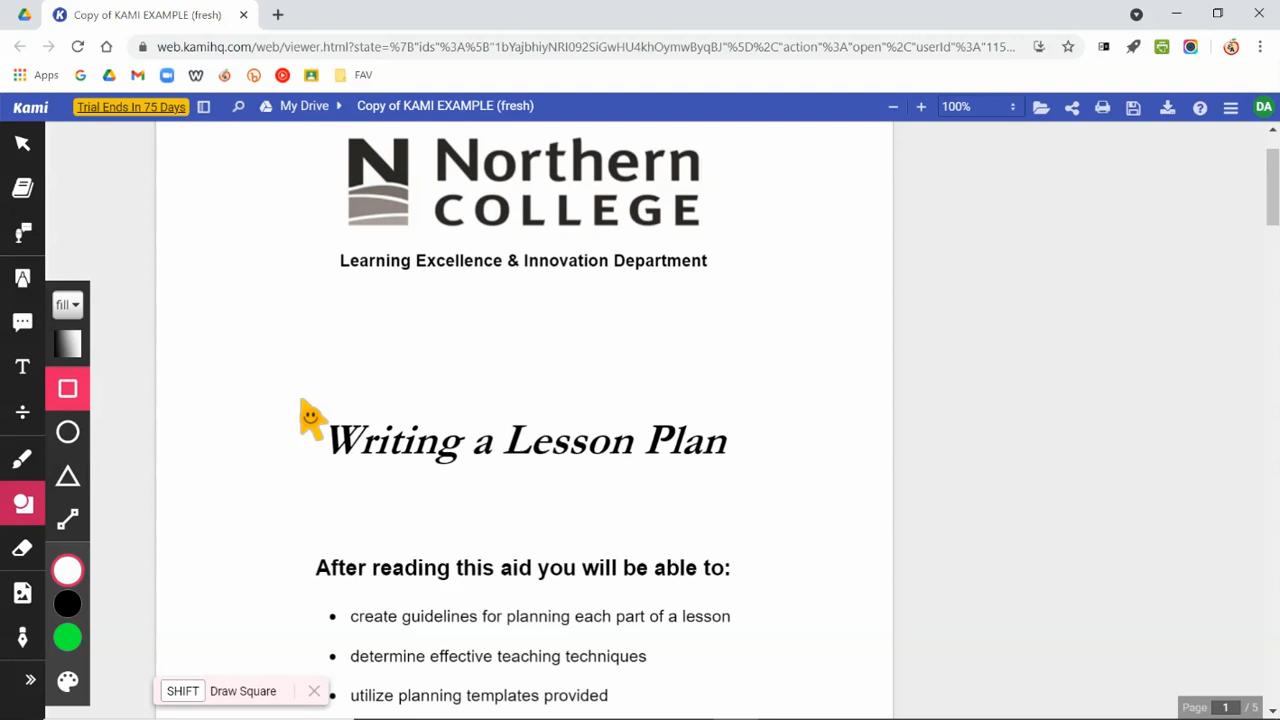 Copy of KAMI EXAMPLE (fresh)
web.kamihq.com/web/viewer.html?state=%7B"ids"%3A%5B"1bYajbhiyNRI092SiGwHU4khOymwByqBJ"%5D%2C"action"%3A"open"%2C"userId"%3A"115...
Apps
FAV
Kami
Trial Ends In 75 Days
My Drive
Copy of KAMI EXAMPLE (fresh)
100%
DA
N Northern
COLLEGE
Learning Excellence & Innovation Department
fill
Writing a Lesson Plan
After reading this aid you will be able to:
• create guidelines for planning each part of a lesson
• determine effective teaching techniques
• utilize planning templates provided
SHIFT Draw Square
Page 1 / 5